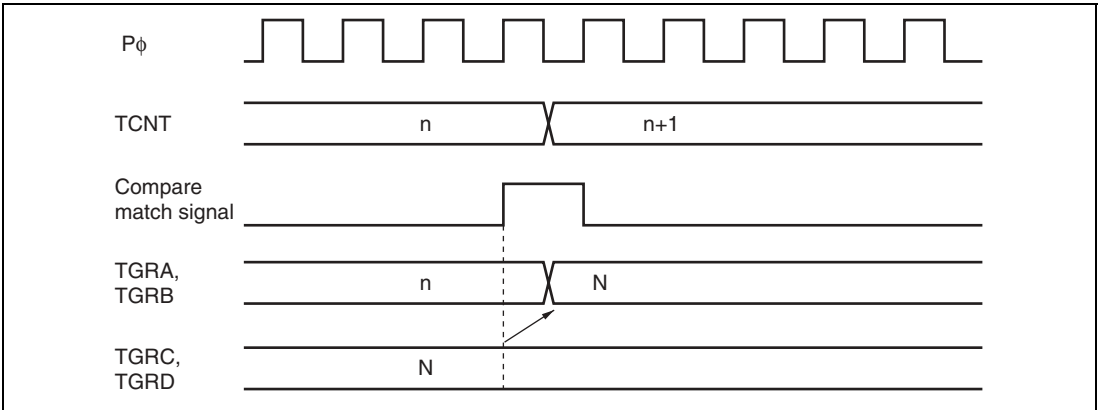 Pϕ
TCNT
n
n+1
Compare
match signal
TGRA,
TGRB
n
N
TGRC,
TGRD
N